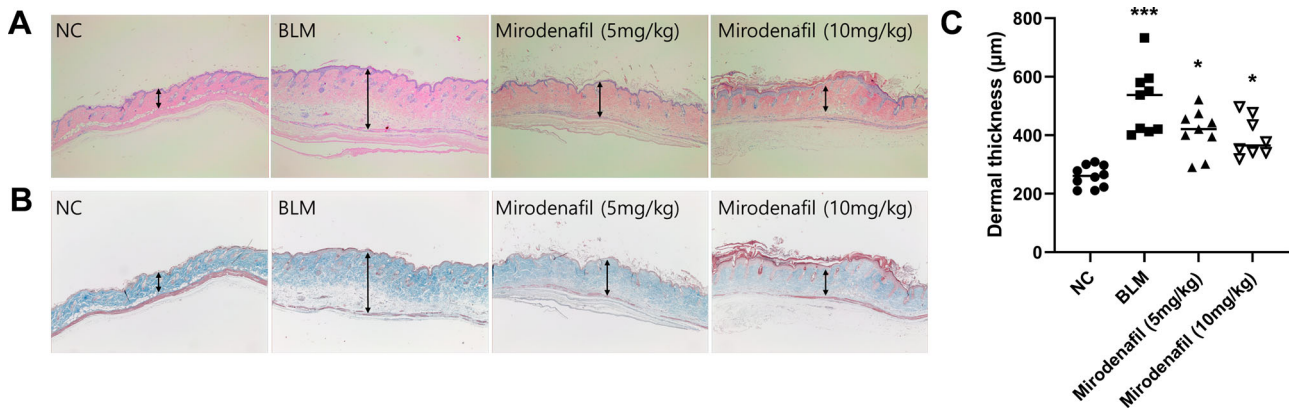 A
NC
BLM
Mirodenafil (5mg/kg)
Mirodenafil (10mg/kg)
B
NC
BLM
Mirodenafil (5mg/kg)
Mirodenafil (10mg/kg)
C
Dermal thickness (μm)
800
600
400
200
0
***
*
*
NC
BLM
Mirodenafil (5mg/kg)
Mirodenafil (10mg/kg)